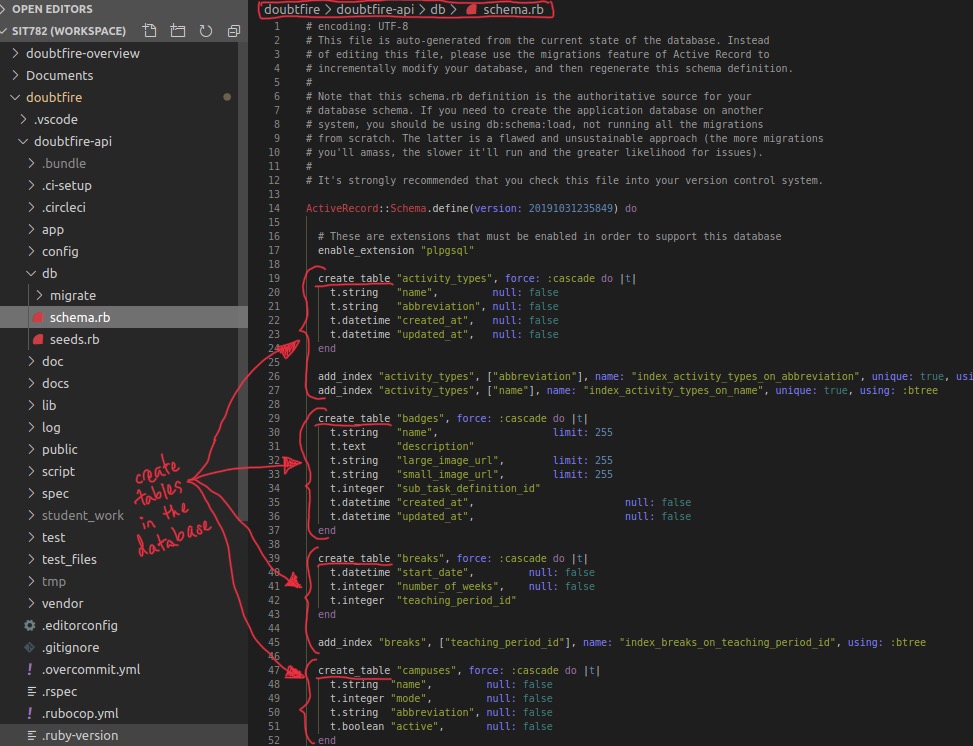 OPEN EDITORS
SIT782 (WORKSPACE)
doubtfire-overview
Documents
doubtfire
.vscode
doubtfire-api
.bundle
.ci-setup
.circleci
app
config
db
migrate
schema.rb
seeds.rb
doc
docs
lib
log
public
script
spec
student_work
test
test_files
tmp
vendor
.editorconfig
.gitignore
! .overcommit.yml
.rspec
! .rubocop.yml
.ruby-version
create
tables
in the
database
doubtfire > doubtfire-api > db > schema.rb
1 # encoding: UTF-8
2 # This file is auto-generated from the current state of the database. Instead
3 # of editing this file, please use the migrations feature of Active Record to
4 # incrementally modify your database, and then regenerate this schema definition.
5 #
6 # Note that this schema.rb definition is the authoritative source for your
7 # database schema. If you need to create the application database on another
8 # system, you should be using db:schema:load, not running all the migrations
9 # from scratch. The latter is a flawed and unsustainable approach (the more migrations
10 # you'll amass, the slower it'll run and the greater likelihood for issues).
11 #
12 # It's strongly recommended that you check this file into your version control system.
13
14 ActiveRecord::Schema.define(version: 20191031235849) do
15
16 # These are extensions that must be enabled in order to support this database
17 enable_extension "plpgsql"
18
19 create_table "activity_types", force: :cascade do |t|
20 t.string "name", null: false
21 t.string "abbreviation", null: false
22 t.datetime "created_at", null: false
23 t.datetime "updated_at", null: false
24 end
25
26 add_index "activity_types", ["abbreviation"], name: "index_activity_types_on_abbreviation", unique: true, usi
27 add_index "activity_types", ["name"], name: "index_activity_types_on_name", unique: true, using: :btree
28
29 create_table "badges", force: :cascade do |t|
30 t.string "name", limit: 255
31 t.text "description"
32 t.string "large_image_url", limit: 255
33 t.string "small_image_url", limit: 255
34 t.integer "sub_task_definition_id"
35 t.datetime "created_at", null: false
36 t.datetime "updated_at", null: false
37 end
38
39 create_table "breaks", force: :cascade do |t|
40 t.datetime "start_date", null: false
41 t.integer "number_of_weeks", null: false
42 t.integer "teaching_period_id"
43 end
44
45 add_index "breaks", ["teaching_period_id"], name: "index_breaks_on_teaching_period_id", using: :btree
46
47 create_table "campuses", force: :cascade do |t|
48 t.string "name", null: false
49 t.integer "mode", null: false
50 t.string "abbreviation", null: false
51 t.boolean "active", null: false
52 end